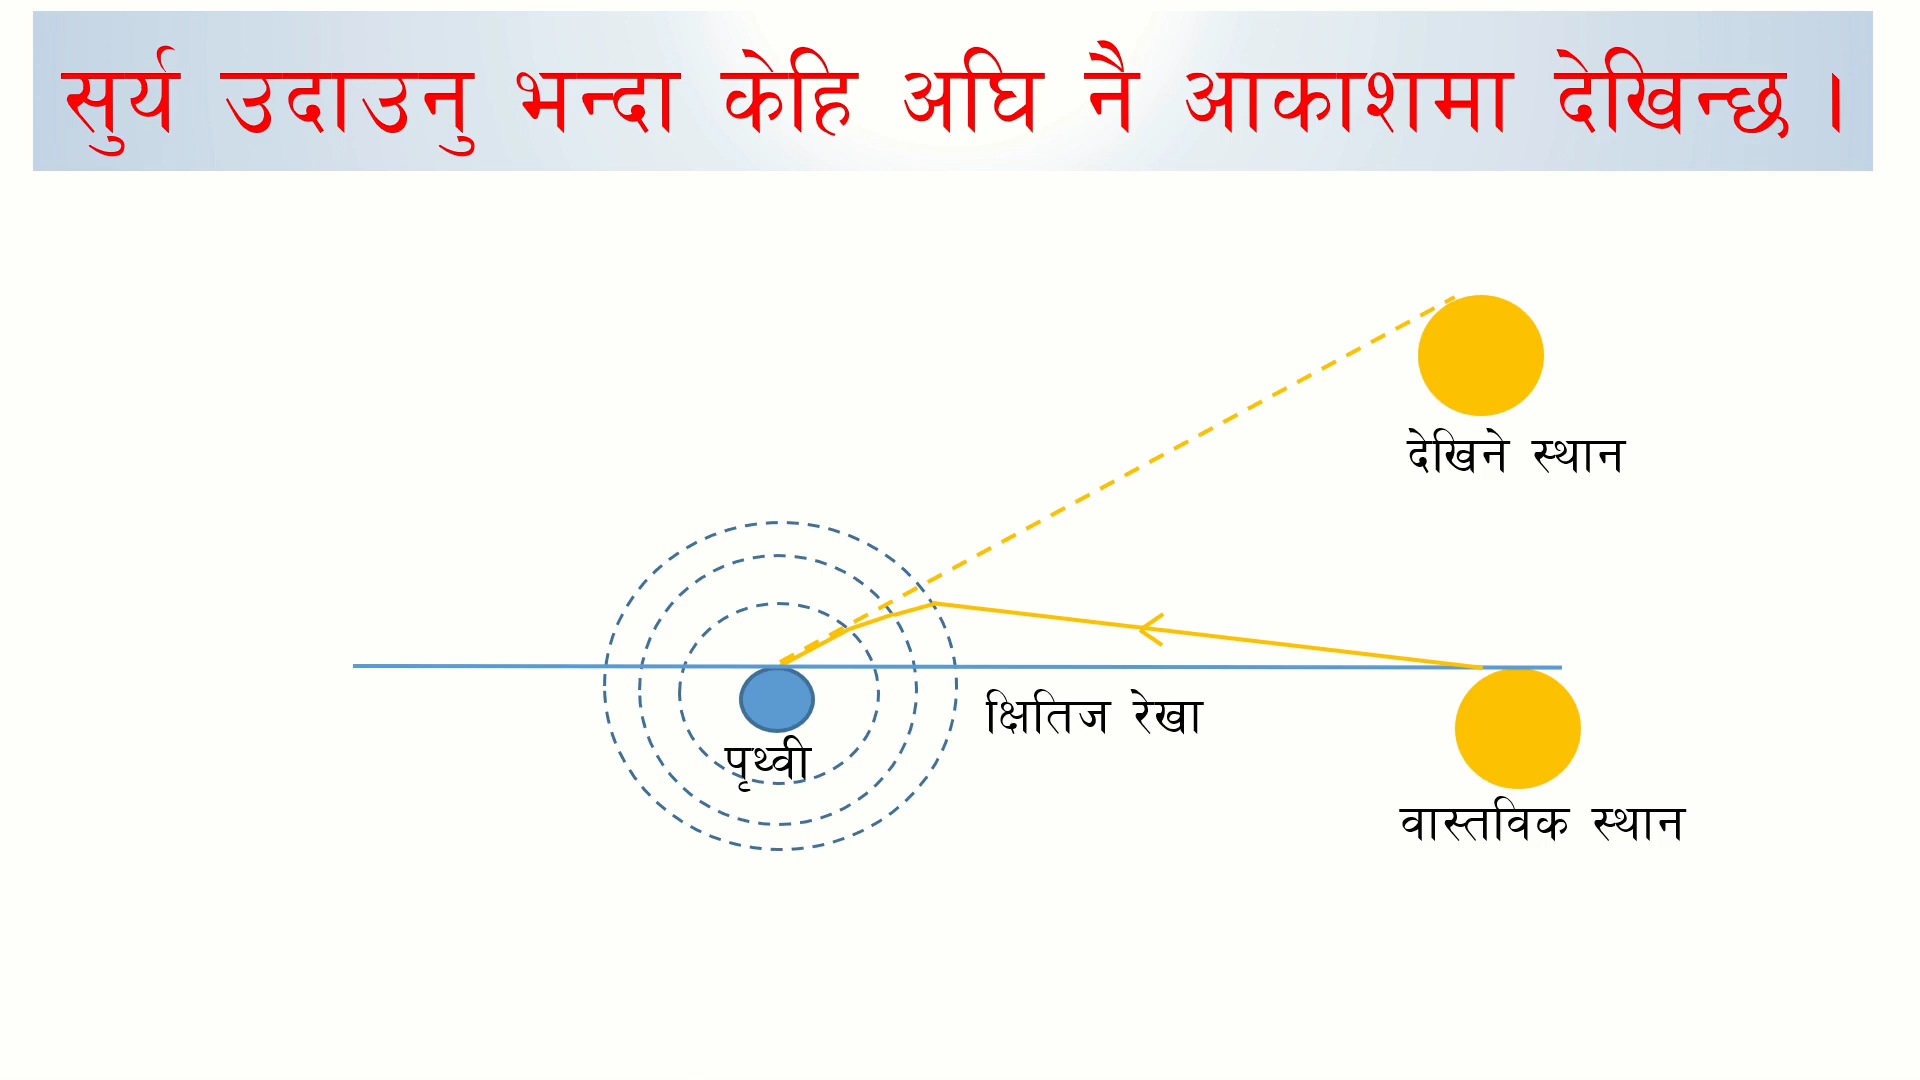 सुर्य उदाउनु भन्दा केहि अघि नै आकाशमा देखिन्छ ।
देखिने स्थान
क्षितिज रेखा
पृथ्वी
वास्तविक स्थान